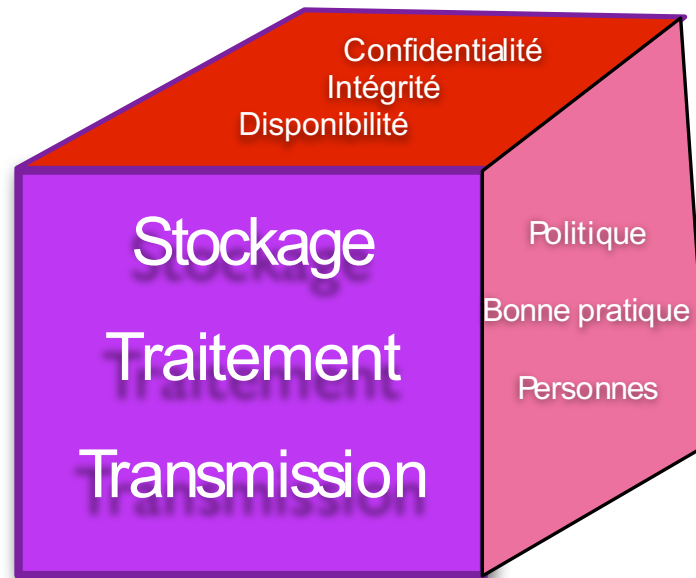 Confidentialité
Intégrité
Disponibilité
Stockage
Traitement
Transmission
Politique
Bonne pratique
Personnes